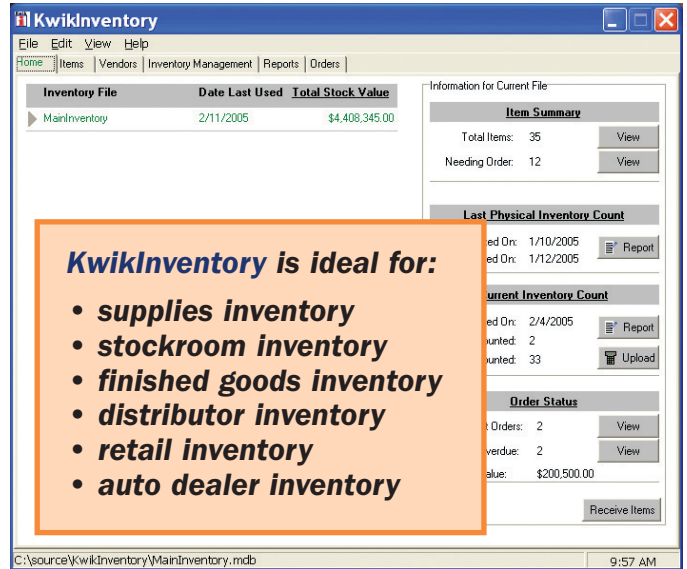 KwikInventory
File Edit View Help
Home Items Vendors Inventory Management Reports Orders
Inventory File Date Last Used Total Stock Value
MainInventory 2/11/2005 $4,408,345.00
Information for Current File
Item Summary
Total Items: 35 View
Needing Order: 12 View
Last Physical Inventory Count
ed On: 1/10/2005 Report
ed On: 1/12/2005
urrent Inventory Count
ed On: 2/4/2005 Report
unted: 2
unted: 33 Upload
Order Status
t Orders: 2 View
verdue: 2 View
alue: $200,500.00
Receive Items
KwikInventory is ideal for:
• supplies inventory
• stockroom inventory
• finished goods inventory
• distributor inventory
• retail inventory
• auto dealer inventory
C:\source\KwikInventory\MainInventory.mdb 9:57 AM